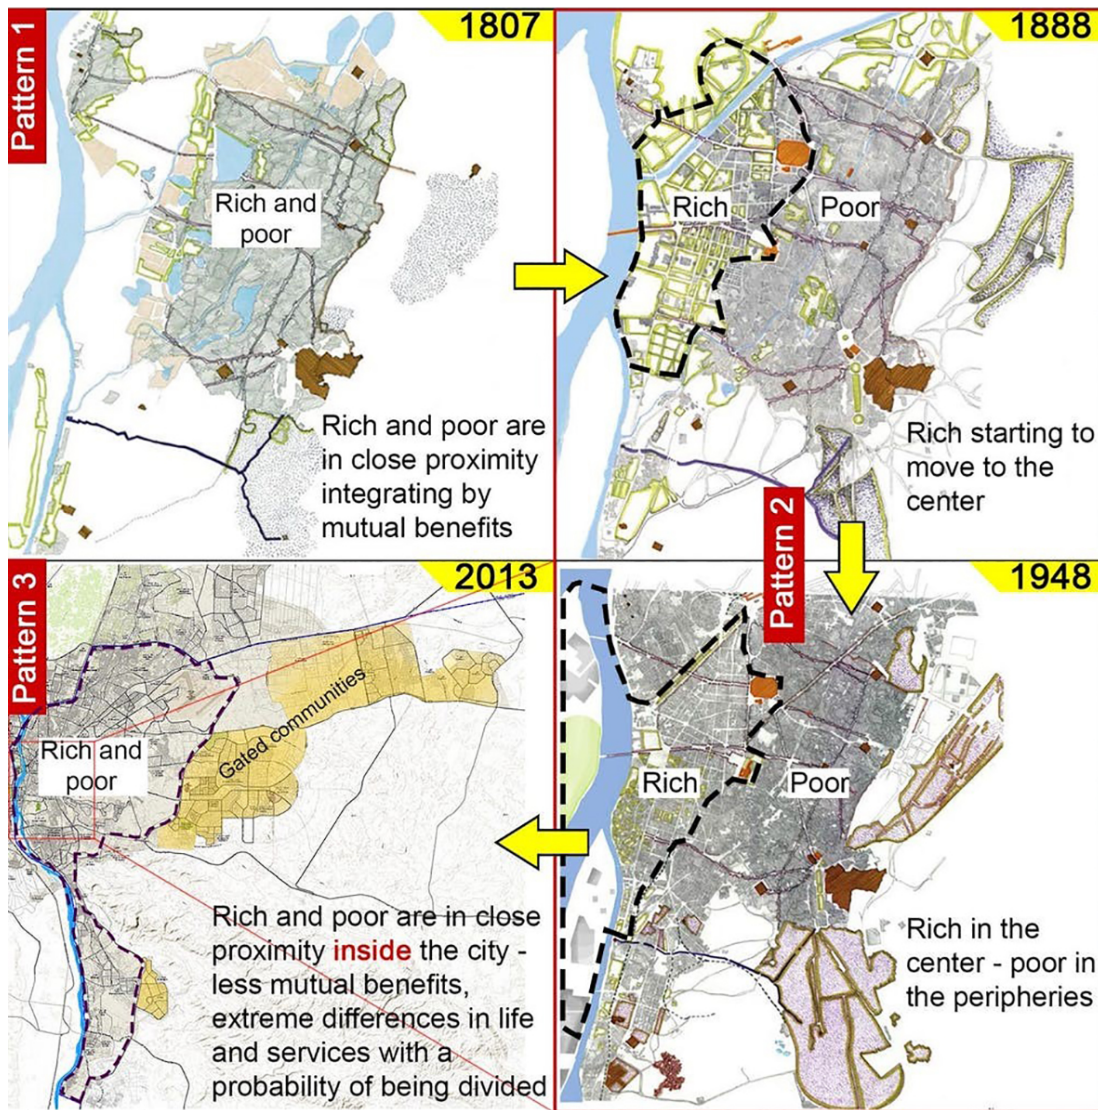 Pattern 1
1807
Rich and
poor
Rich and poor are
in close proximity
integrating by
mutual benefits
1888
Rich
Poor
Rich starting to
move to the
center
Pattern 2
1948
Rich
Poor
Rich in the
center - poor in
the peripheries
Pattern 3
2013
Gated communities
Rich and
poor
Rich and poor are in close
proximity inside the city -
less mutual benefits,
extreme differences in life
and services with a
probability of being divided